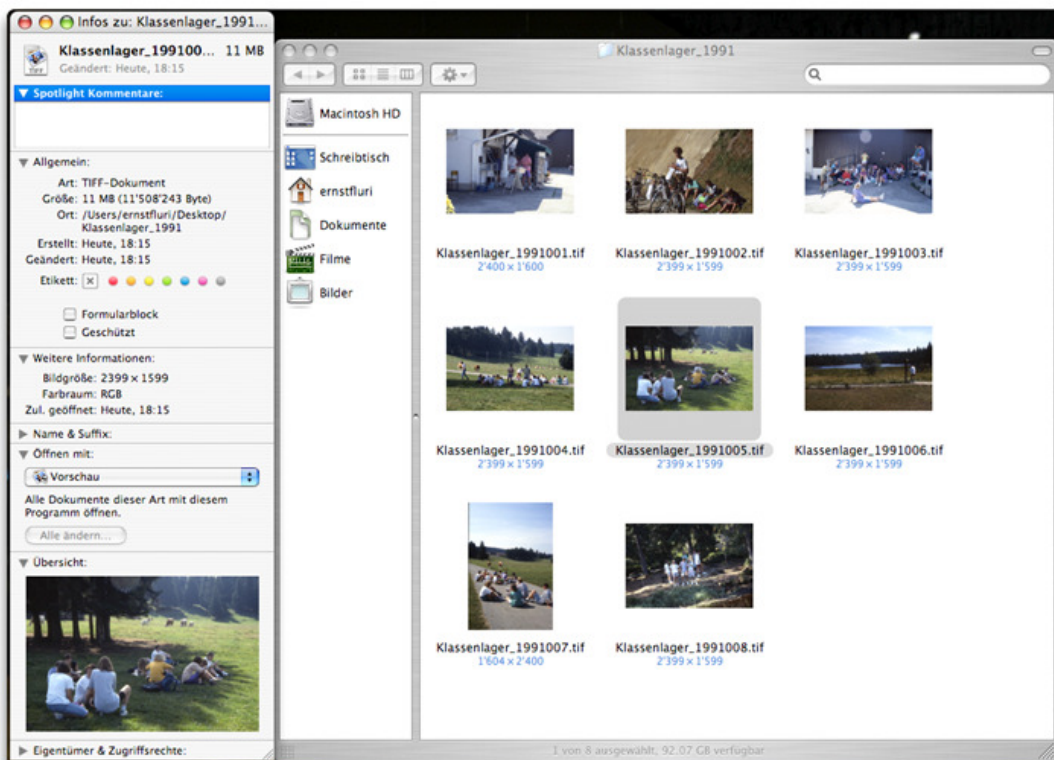 Infos zu: Klassenlager_1991...
Klassenlager_199100... 11 MB
Geändert: Heute, 18:15
TIFF
Spotlight Kommentare:
Allgemein:
Art: TIFF-Dokument
Größe: 11 MB (11'508'243 Byte)
Ort: /Users/ernstfluri/Desktop/
Klassenlager_1991
Erstellt: Heute, 18:15
Geändert: Heute, 18:15
Etikett:
Formularblock
Geschützt
Weitere Informationen:
Bildgröße: 2399 × 1599
Farbraum: RGB
Zul. geöffnet: Heute, 18:15
Name & Suffix:
Öffnen mit:
Vorschau
Alle Dokumente dieser Art mit diesem
Programm öffnen.
Alle ändern...
Übersicht:
Eigentümer & Zugriffsrechte:
Klassenlager_1991
Macintosh HD
Schreibtisch
ernstfluri
Dokumente
Filme
Bilder
Klassenlager_1991001.tif
2'400 × 1'600
Klassenlager_1991002.tif
2'399 × 1'599
Klassenlager_1991003.tif
2'399 × 1'599
Klassenlager_1991004.tif
2'399 × 1'599
Klassenlager_1991005.tif
2'399 × 1'599
Klassenlager_1991006.tif
2'399 × 1'599
Klassenlager_1991007.tif
1'604 × 2'400
Klassenlager_1991008.tif
2'399 × 1'599
1 von 8 ausgewählt, 92.07 GB verfügbar